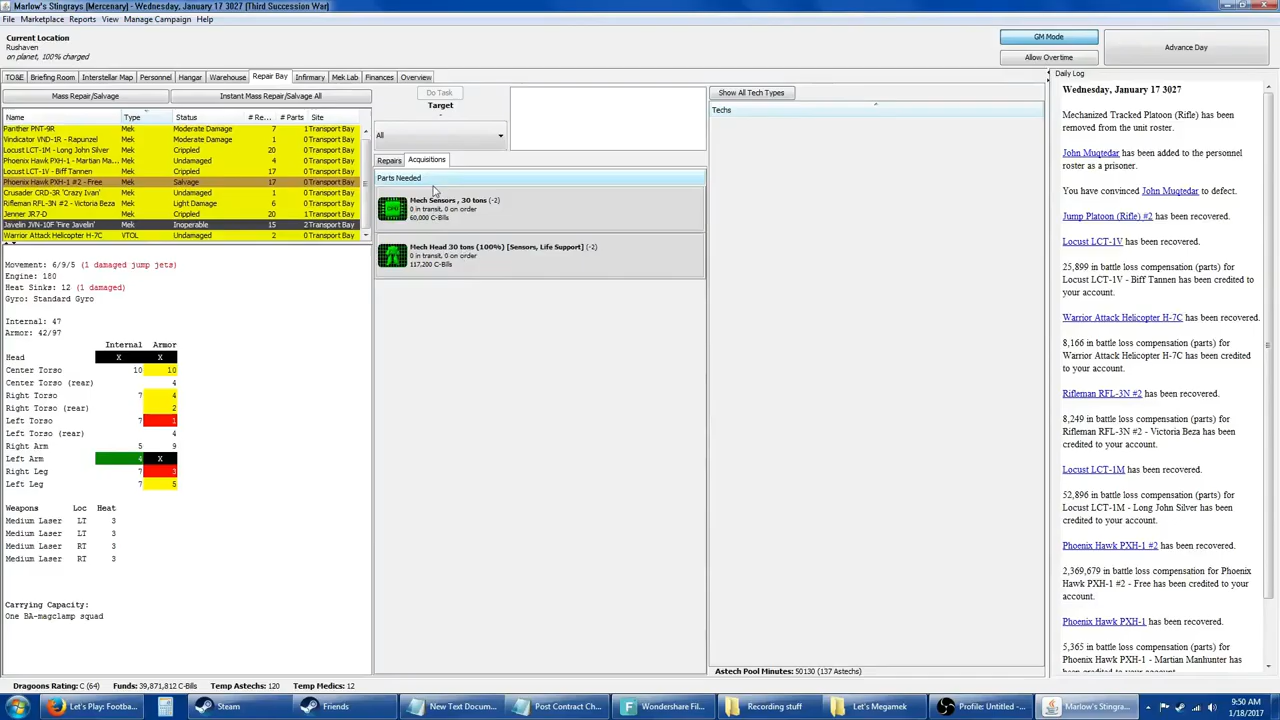 Marlow's Stingrays [Mercenary] - Wednesday, January 17 3027 (Third Succession War)
File Marketplace Reports View Manage Campaign Help
Current Location
Rushaven
on planet, 100% charged
GM Mode
Allow Overtime
Advance Day
TO&E Briefing Room Interstellar Map Personnel Hangar Warehouse Repair Bay Infirmary Mek Lab Finances Overview
Mass Repair/Salvage Instant Mass Repair/Salvage All
Name Type Status # Re... # Parts Site
Panther PNT-9R Mek Moderate Damage 7 1 Transport Bay
Vindicator VND-1R - Rapunzel Mek Moderate Damage 1 0 Transport Bay
Locust LCT-1M - Long John Silver Mek Crippled 20 4 Transport Bay
Phoenix Hawk PXH-1 - Martian Ma... Mek Undamaged 4 0 Transport Bay
Locust LCT-1V - Biff Tannen Mek Crippled 17 4 Transport Bay
Phoenix Hawk PXH-1 #2 - Free Mek Salvage 17 0 Transport Bay
Crusader CRD-3R 'Crazy Ivan' Mek Undamaged 1 0 Transport Bay
Rifleman RFL-3N #2 - Victoria Beza Mek Light Damage 6 0 Transport Bay
Jenner JR7-D Mek Crippled 20 1 Transport Bay
Javelin JVN-10F 'Fire Javelin' Mek Inoperable 15 2 Transport Bay
Warrior Attack Helicopter H-7C VTOL Undamaged 2 0 Transport Bay
Movement: 6/9/5 (1 damaged jump jets)
Engine: 180
Heat Sinks: 12 (1 damaged)
Gyro: Standard Gyro
Internal: 47
Armor: 42/97
Internal Armor
Head X X
Center Torso 10 10
Center Torso (rear) 4
Right Torso 7 4
Right Torso (rear) 2
Left Torso 7 1
Left Torso (rear) 4
Right Arm 5 9
Left Arm 4 X
Right Leg 7 3
Left Leg 7 5
Weapons Loc Heat
Medium Laser LT 3
Medium Laser LT 3
Medium Laser RT 3
Medium Laser RT 3
Carrying Capacity:
One BA-magclamp squad
Do Task
Target
-
All
Repairs Acquisitions
Parts Needed
Mech Sensors , 30 tons (-2)
0 in transit, 0 on order
60,000 C-Bills
Mech Head 30 tons (100%) [Sensors, Life Support] (-2)
0 in transit, 0 on order
117,200 C-Bills
Show All Tech Types
Techs
Astech Pool Minutes: 50130 (137 Astechs)
Daily Log
Wednesday, January 17 3027
Mechanized Tracked Platoon (Rifle) has been
removed from the unit roster.
John Muqtedar has been added to the personnel
roster as a prisoner.
You have convinced John Muqtedar to defect.
Jump Platoon (Rifle) #2 has been recovered.
Locust LCT-1V has been recovered.
25,899 in battle loss compensation (parts) for
Locust LCT-1V - Biff Tannen has been credited to
your account.
Warrior Attack Helicopter H-7C has been recovered.
8,166 in battle loss compensation (parts) for
Warrior Attack Helicopter H-7C has been credited
to your account.
Rifleman RFL-3N #2 has been recovered.
8,249 in battle loss compensation (parts) for
Rifleman RFL-3N #2 - Victoria Beza has been
credited to your account.
Locust LCT-1M has been recovered.
52,896 in battle loss compensation (parts) for
Locust LCT-1M - Long John Silver has been
credited to your account.
Phoenix Hawk PXH-1 #2 has been recovered.
2,369,679 in battle loss compensation for Phoenix
Hawk PXH-1 #2 - Free has been credited to your
account.
Phoenix Hawk PXH-1 has been recovered.
5,365 in battle loss compensation (parts) for
Phoenix Hawk PXH-1 - Martian Manhunter has
been credited to your account.
Dragoons Rating: C (64) Funds: 39,871,812 C-Bills Temp Astechs: 120 Temp Medics: 12
Let's Play: Footba... Steam Friends New Text Docum... Post Contract Ch... Wondershare Fil... Recording stuff Let's Megamek Profile: Untitled -... Marlow's Stingra...
9:50 AM
1/18/2017